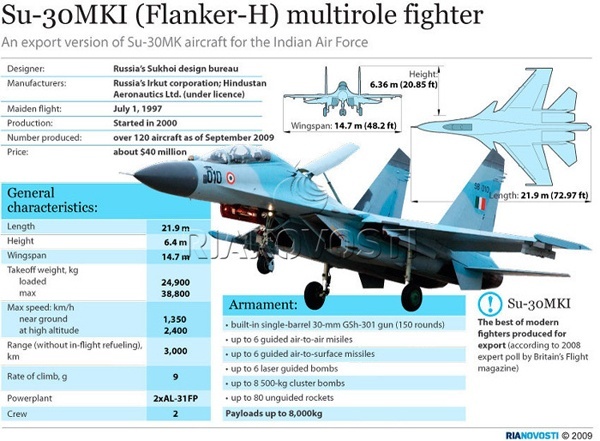 Su-30MKI (Flanker-H) multirole fighter
An export version of Su-30MK aircraft for the Indian Air Force
Designer: Russia's Sukhoi design bureau
Manufacturers: Russia's Irkut corporation; Hindustan
Aeronautics Ltd. (under licence)
Maiden flight: July 1, 1997
Production: Started in 2000
Number produced: over 120 aircraft as of September 2009
Price: about $40 million
Height:
6.36 m (20.85 ft)
Wingspan: 14.7 m (48.2 ft)
Length: 21.9 m (72.97 ft)
010
SB 010
RIANOVOSTI
General
characteristics:
Length 21.9 m
Height 6.4 m
Wingspan 14.7 m
Takeoff weight, kg
loaded 24,900
max 38,800
Max speed: km/h
near ground 1,350
at high altitude 2,400
Range (without in-flight refueling),
km 3,000
Rate of climb, g 9
Powerplant 2xAL-31FP
Crew 2
Armament:
• built-in single-barrel 30-mm GSh-301 gun (150 rounds)
• up to 6 guided air-to-air misiles
• up to 6 guided air-to-surface missiles
• up to 6 laser guided bombs
• up to 8 500-kg cluster bombs
• up to 80 unguided rockets
Payloads up to 8,000kg
! Su-30MKI
The best of modern
fighters produced for
export (according to 2008
expert poll by Britain's Flight
magazine)
RIANOVOSTI © 2009